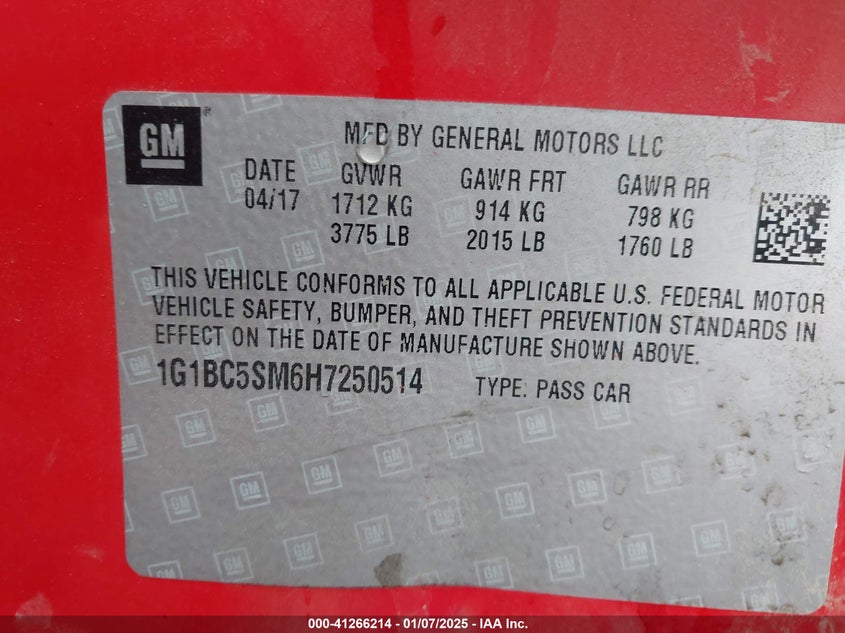 GM ®
MFD BY GENERAL MOTORS LLC
DATE GVWR GAWR FRT GAWR RR
04/17 1712 KG 914 KG 798 KG
3775 LB 2015 LB 1760 LB
THIS VEHICLE CONFORMS TO ALL APPLICABLE U.S. FEDERAL MOTOR
VEHICLE SAFETY, BUMPER, AND THEFT PREVENTION STANDARDS IN
EFFECT ON THE DATE OF MANUFACTURE SHOWN ABOVE.
1G1BC5SM6H7250514 TYPE: PASS CAR
000-41266214 - 01/07/2025 - IAA Inc.